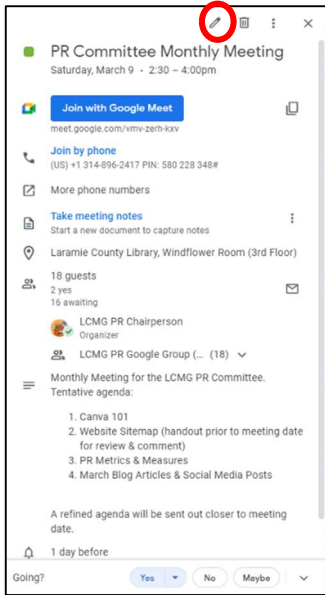 PR Committee Monthly Meeting
Saturday, March 9 • 2:30 – 4:00pm
Join with Google Meet
meet.google.com/vmv-zerh-kxv
Join by phone
(US) +1 314-896-2417 PIN: 580 228 348#
More phone numbers
Take meeting notes
Start a new document to capture notes
Laramie County Library, Windflower Room (3rd Floor)
18 guests
2 yes
16 awaiting
LCMG PR Chairperson
Organizer
LCMG PR Google Group (... (18)
Monthly Meeting for the LCMG PR Committee.
Tentative agenda:
1. Canva 101
2. Website Sitemap (handout prior to meeting date
for review & comment)
3. PR Metrics & Measures
4. March Blog Articles & Social Media Posts
A refined agenda will be sent out closer to meeting
date.
1 day before
Going?
Yes
No
Maybe